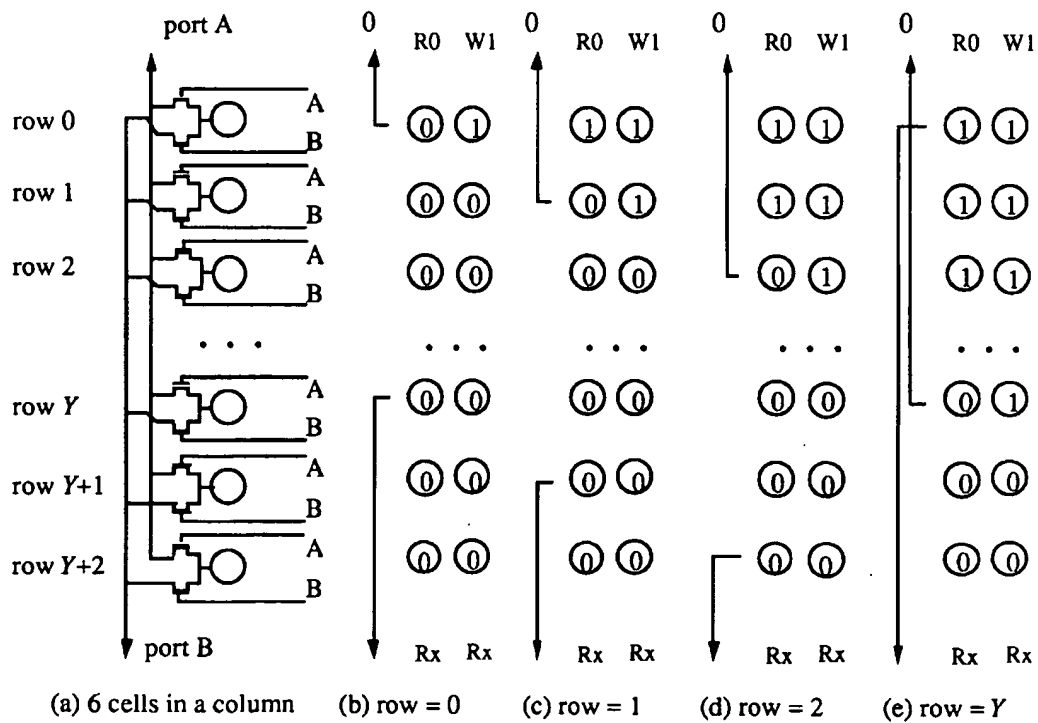 port A 0 R0 W1 0 R0 W1 0 R0 W1 0 R0 W1
row 0 A B 0 1 1 1 1 1 1 1
row 1 A B 0 0 0 1 1 1 1 1
row 2 A B 0 0 0 0 0 1 1 1
. . . . . . . . . . . . . . .
row Y A B 0 0 0 0 0 0 0 1
row Y+1 A B 0 0 0 0 0 0 0 0
row Y+2 A B 0 0 0 0 0 0 0 0
port B Rx Rx Rx Rx Rx Rx Rx Rx
(a) 6 cells in a column (b) row = 0 (c) row = 1 (d) row = 2 (e) row = Y